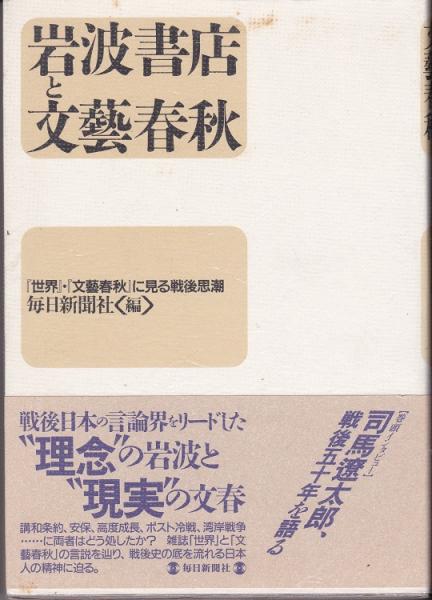 岩波書店
と
文藝春秋
『世界』・『文藝春秋』に見る戦後思潮
毎日新聞社〈編〉
戦後日本の言論界をリードした
“理念”の岩波と
“現実”の文春
講和条約、安保、高度成長、ポスト冷戦、湾岸戦争
……に両者はどう処したか? 雑誌「世界」と「文
藝春秋」の言説を辿り、戦後史の底を流れる日本
人の精神に迫る。
毎日新聞社
[巻頭インタビュー]
司馬遼太郎、
戦後五十年を語る
文藝春秋